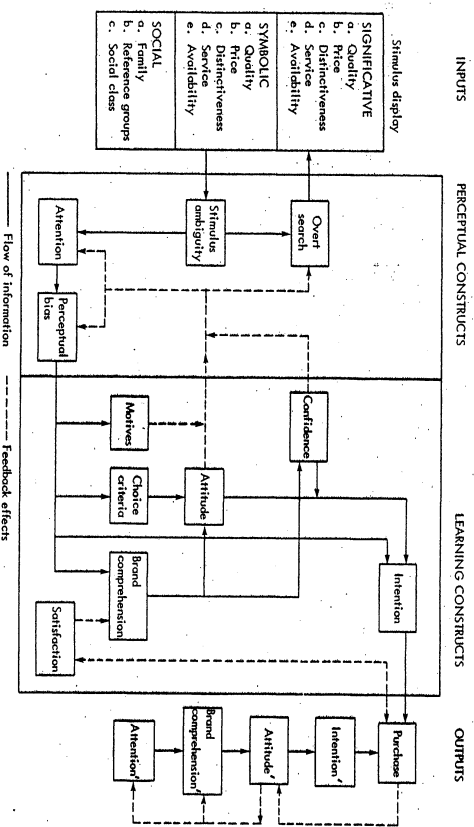 INPUTS
PERCEPTUAL CONSTRUCTS
LEARNING CONSTRUCTS
OUTPUTS
Stimulus display
SIGNIFICATIVE
a. Quality
b. Price
c. Distinctiveness
d. Service
e. Availability
SYMBOLIC
a. Quality
b. Price
c. Distinctiveness
d. Service
e. Availability
SOCIAL
a. Family
b. Reference groups
c. Social class
Overt
search
Stimulus
ambiguity
Attention
Perceptual
bias
Confidence
Attitude
Motives
Choice
criteria
Brand
comprehension
Intention
Satisfaction
Purchase
Intention'
Attitude'
Brand
comprehension'
Attention'
Flow of information
Feedback effects